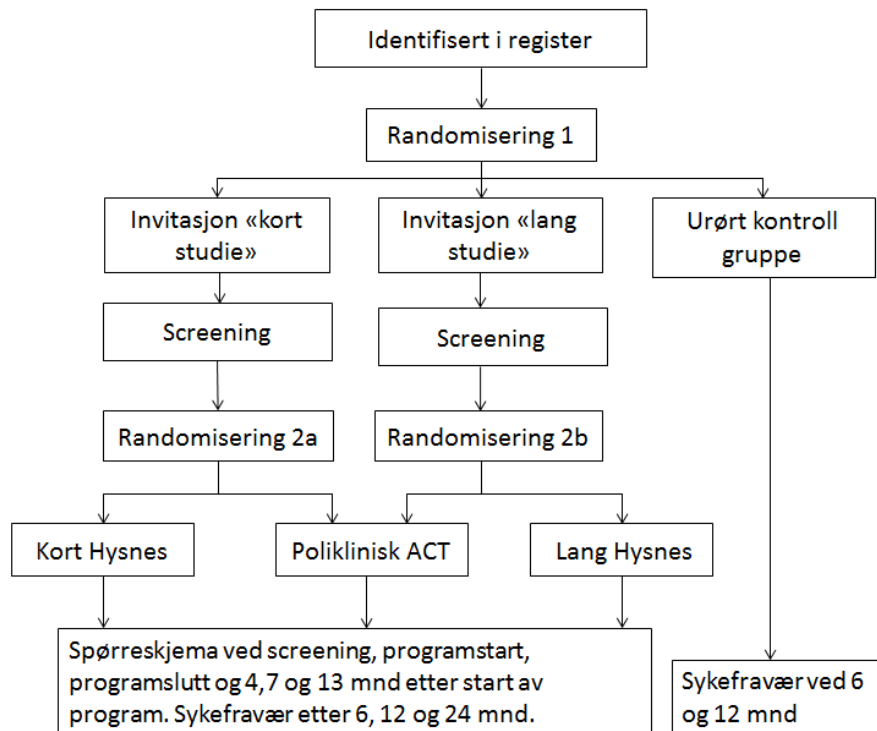 Identifisert i register
Randomisering 1
Invitasjon «kort
studie»
Invitasjon «lang
studie»
Urørt kontroll
gruppe
Screening
Screening
Randomisering 2a
Randomisering 2b
Kort Hysnes
Poliklinisk ACT
Lang Hysnes
Spørreskjema ved screening, programstart,
programslutt og 4,7 og 13 mnd etter start av
program. Sykefravær etter 6, 12 og 24 mnd.
Sykefravær ved 6
og 12 mnd